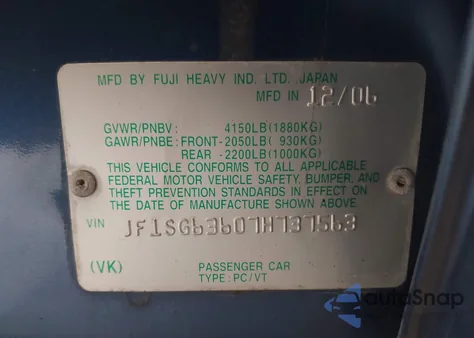 MFD BY FUJI HEAVY IND. LTD. JAPAN
MFD IN 12/06
GVWR/PNBV: 4150LB(1880KG)
GAWR/PNBE: FRONT-2050LB( 930KG)
REAR -2200LB(1000KG)
THIS VEHICLE CONFORMS TO ALL APPLICABLE
FEDERAL MOTOR VEHICLE SAFETY, BUMPER, AND
THEFT PREVENTION STANDARDS IN EFFECT ON
THE DATE OF MANUFACTURE SHOWN ABOVE
VIN JF1SG63607H737563
(VK) PASSENGER CAR
TYPE: PC/VT
autoSnap